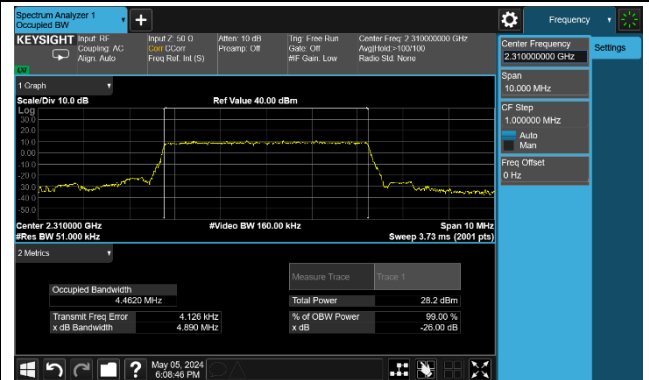 Spectrum Analyzer 1
Occupied BW
Frequency
KEYSIGHT Input: RF Input Z: 50 Ω Atten: 10 dB Trig: Free Run Center Freq: 2.310000000 GHz
Coupling: AC Corr CCorr Preamp: Off Gate: Off Avg|Hold:>100/100
Align: Auto Freq Ref: Int (S) #IF Gain: Low Radio Std: None
1 Graph
Scale/Div 10.0 dB Ref Value 40.00 dBm
Log
30.0
20.0
10.0
0.00
-10.0
-20.0
-30.0
-40.0
-50.0
Center 2.310000 GHz #Video BW 160.00 kHz Span 10 MHz
#Res BW 51.000 kHz Sweep 3.73 ms (2001 pts)
2 Metrics
Measure Trace Trace 1
Occupied Bandwidth
4.4620 MHz Total Power 28.2 dBm
Transmit Freq Error 4.126 kHz % of OBW Power 99.00 %
x dB Bandwidth 4.890 MHz x dB -26.00 dB
May 05, 2024
6:08:46 PM
Center Frequency
2.310000000 GHz
Settings
Span
10.000 MHz
CF Step
1.000000 MHz
Auto
Man
Freq Offset
0 Hz